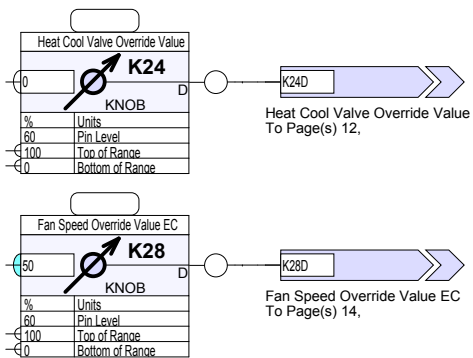 Heat Cool Valve Override Value
K24
0
D
KNOB
% Units
60 Pin Level
100 Top of Range
0 Bottom of Range
K24D
Heat Cool Valve Override Value
To Page(s) 12,
Fan Speed Override Value EC
K28
50
D
KNOB
% Units
60 Pin Level
100 Top of Range
0 Bottom of Range
K28D
Fan Speed Override Value EC
To Page(s) 14,